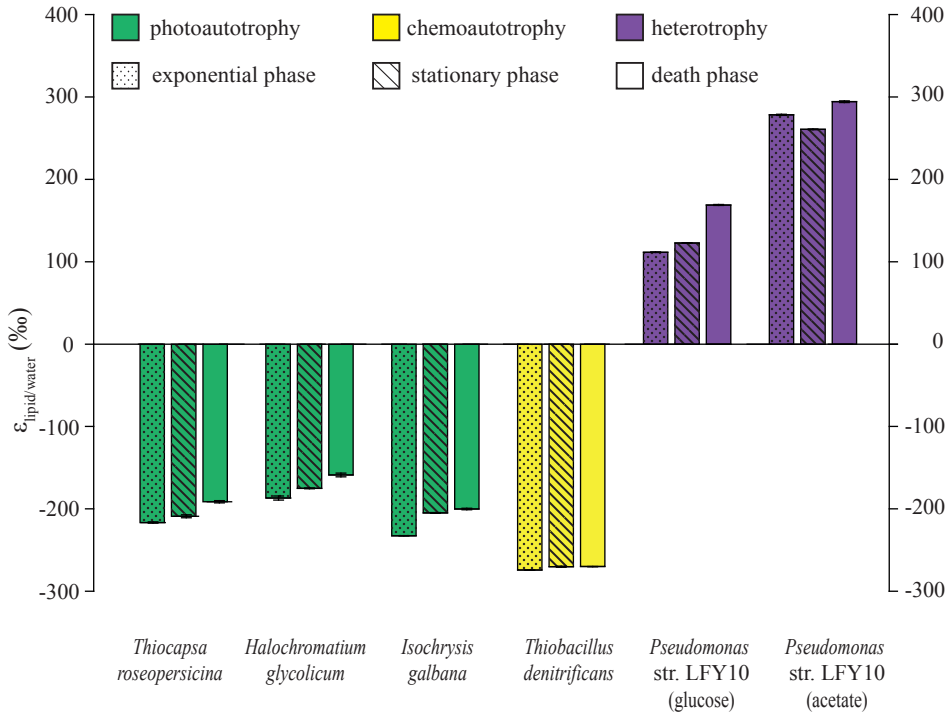 400
300
200
100
0
-100
-200
-300
ε lipid/water (‰)
photoautotrophy
chemoautotrophy
heterotrophy
exponential phase
stationary phase
death phase
400
300
200
100
0
-100
-200
-300
Thiocapsa
roseopersicina
Halochromatium
glycolicum
Isochrysis
galbana
Thiobacillus
denitrificans
Pseudomonas
str. LFY10
(glucose)
Pseudomonas
str. LFY10
(acetate)